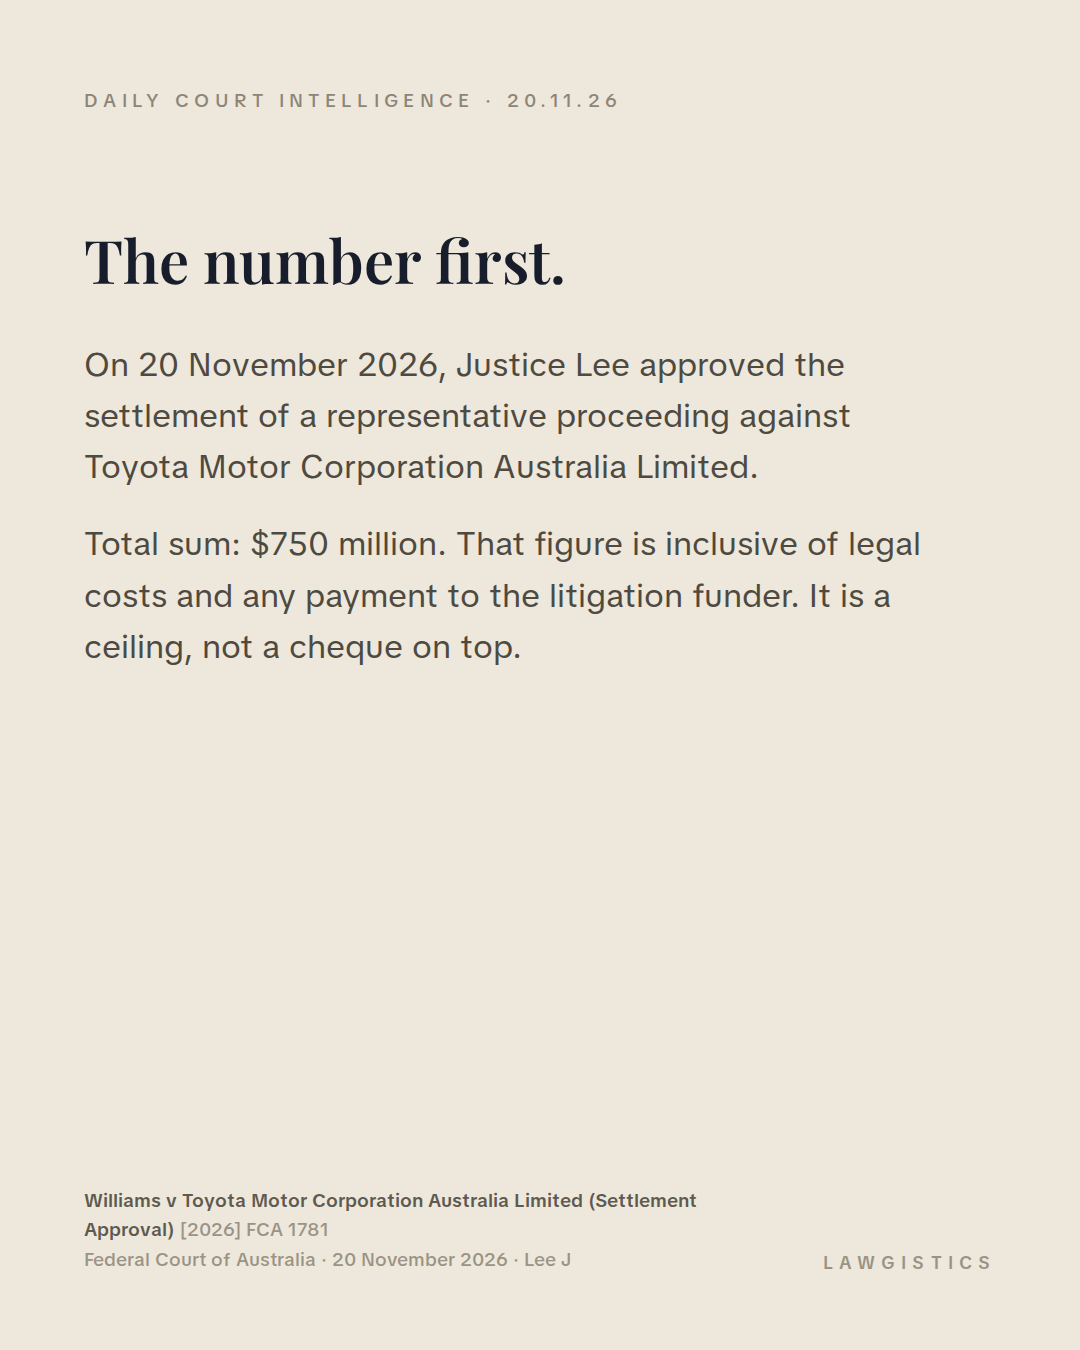 DAILY COURT INTELLIGENCE · 20.11.26
The number first.
On 20 November 2026, Justice Lee approved the
settlement of a representative proceeding against
Toyota Motor Corporation Australia Limited.
Total sum: $750 million. That figure is inclusive of legal
costs and any payment to the litigation funder. It is a
ceiling, not a cheque on top.
Williams v Toyota Motor Corporation Australia Limited (Settlement
Approval) [2026] FCA 1781
Federal Court of Australia · 20 November 2026 · Lee J
LAWGISTICS